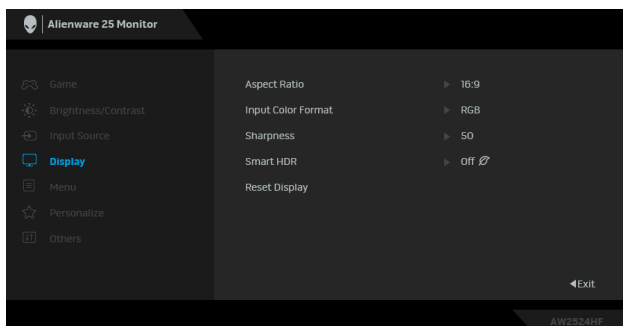 Alienware 25 Monitor
Game
Brightness/Contrast
Input Source
Display
Menu
Personalize
Others
Aspect Ratio 16:9
Input Color Format RGB
Sharpness 50
Smart HDR Off
Reset Display
Exit
AW2524HF